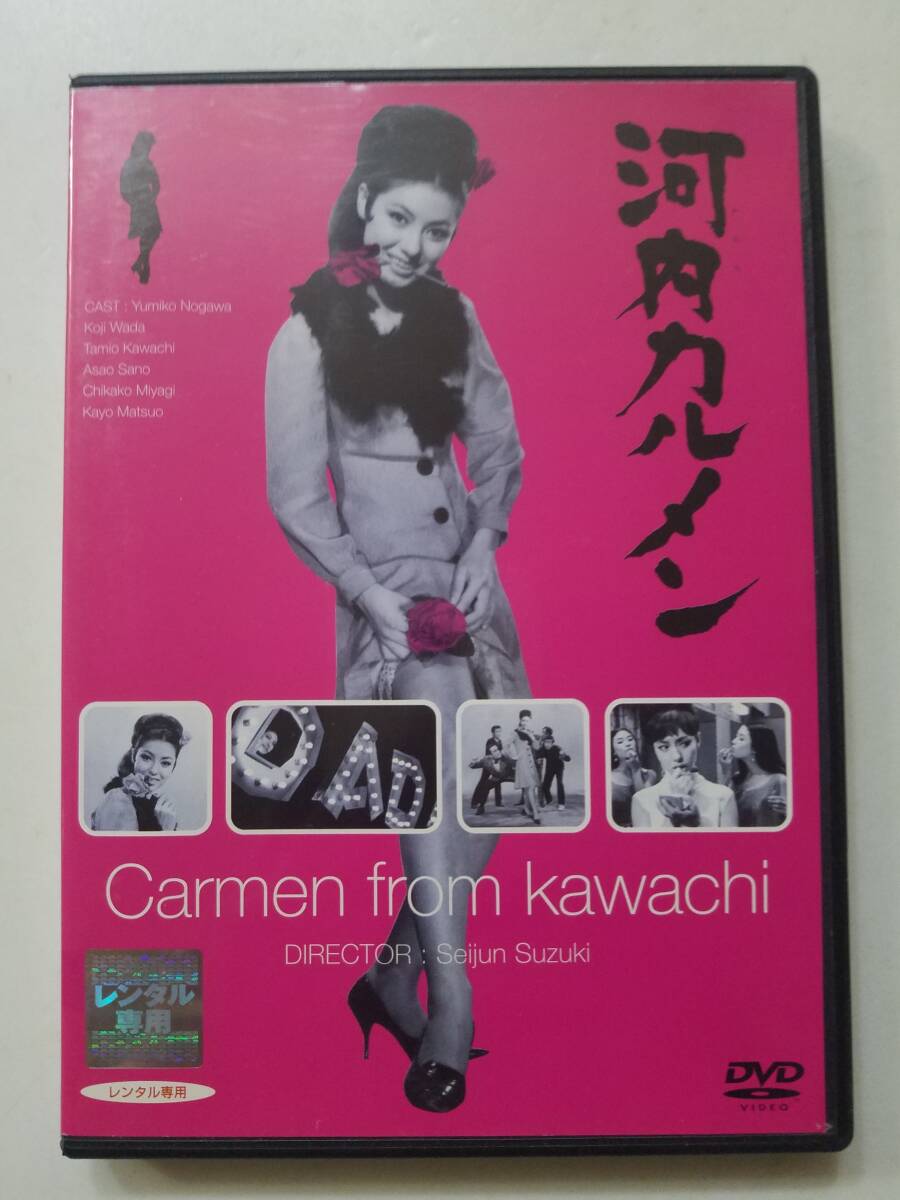 河内カルメン
CAST : Yumiko Nogawa
Koji Wada
Tamio Kawachi
Asao Sano
Chikako Miyagi
Kayo Matsuo
DAD
Carmen from kawachi
DIRECTOR : Seijun Suzuki
レンタル
専用
レンタル専用
DVD
VIDEO